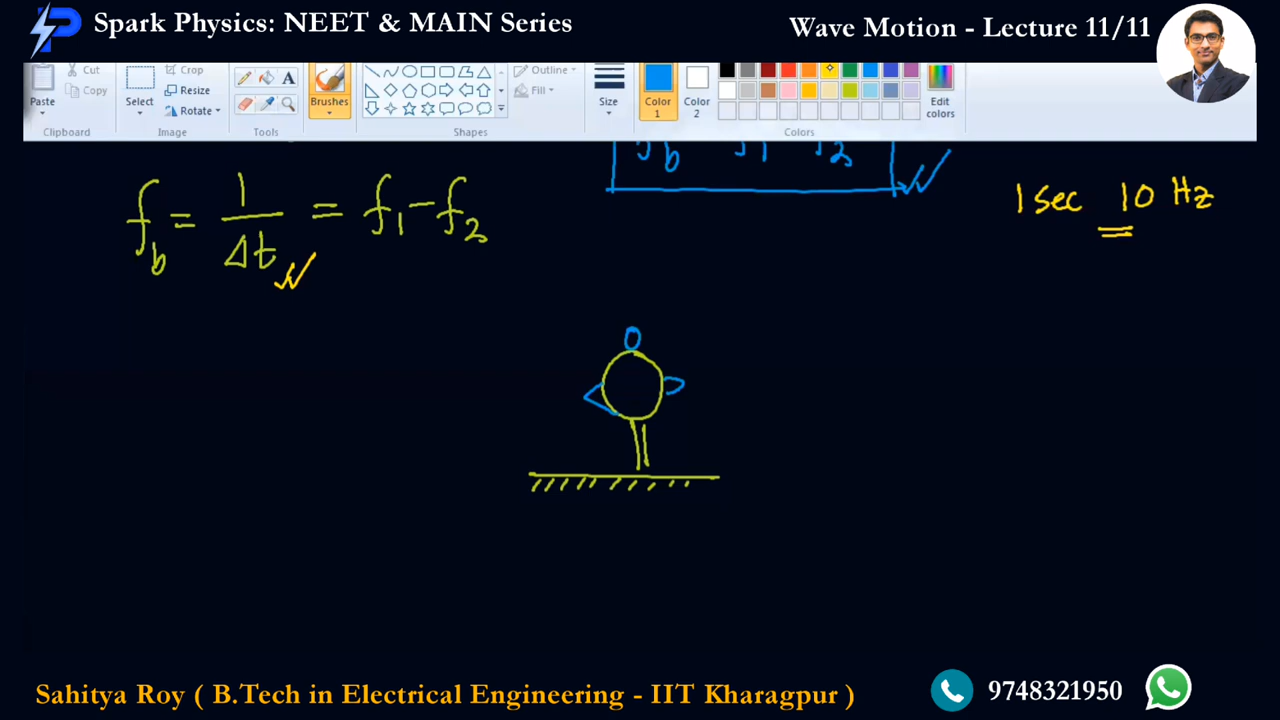 Spark Physics: NEET & MAIN Series
Wave Motion - Lecture 11/11
Paste
Cut
Copy
Clipboard
Select
Crop
Resize
Rotate
Image
A
Tools
Brushes
Shapes
Outline
Fill
Size
Color 1
Color 2
Edit colors
Colors
f_b = 1/Δt = f_1 - f_2
1 sec 10 Hz
Sahitya Roy ( B.Tech in Electrical Engineering - IIT Kharagpur )
9748321950